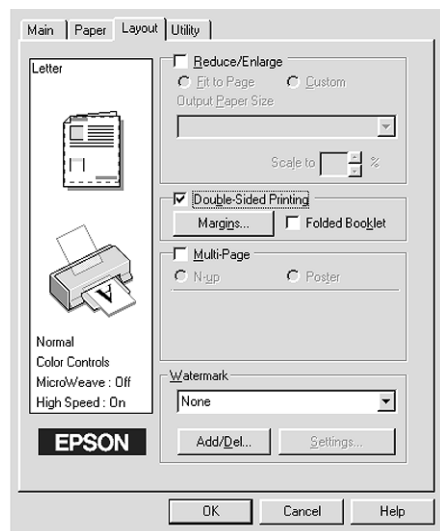 Main Paper Layout Utility
Letter
Reduce/Enlarge
Fit to Page Custom
Output Paper Size
Scale to %
Double-Sided Printing
Margins... Folded Booklet
Multi-Page
N-up Poster
A
Normal
Color Controls
MicroWeave : Off
High Speed : On
EPSON
Watermark
None
Add/Del... Settings...
OK Cancel Help